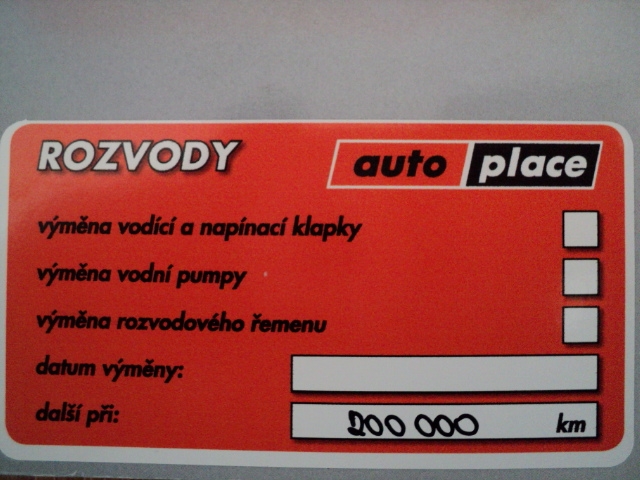 ROZVODY auto place
výměna vodící a napínací klapky
výměna vodní pumpy
výměna rozvodového řemenu
datum výměny:
další při: 200 000 km